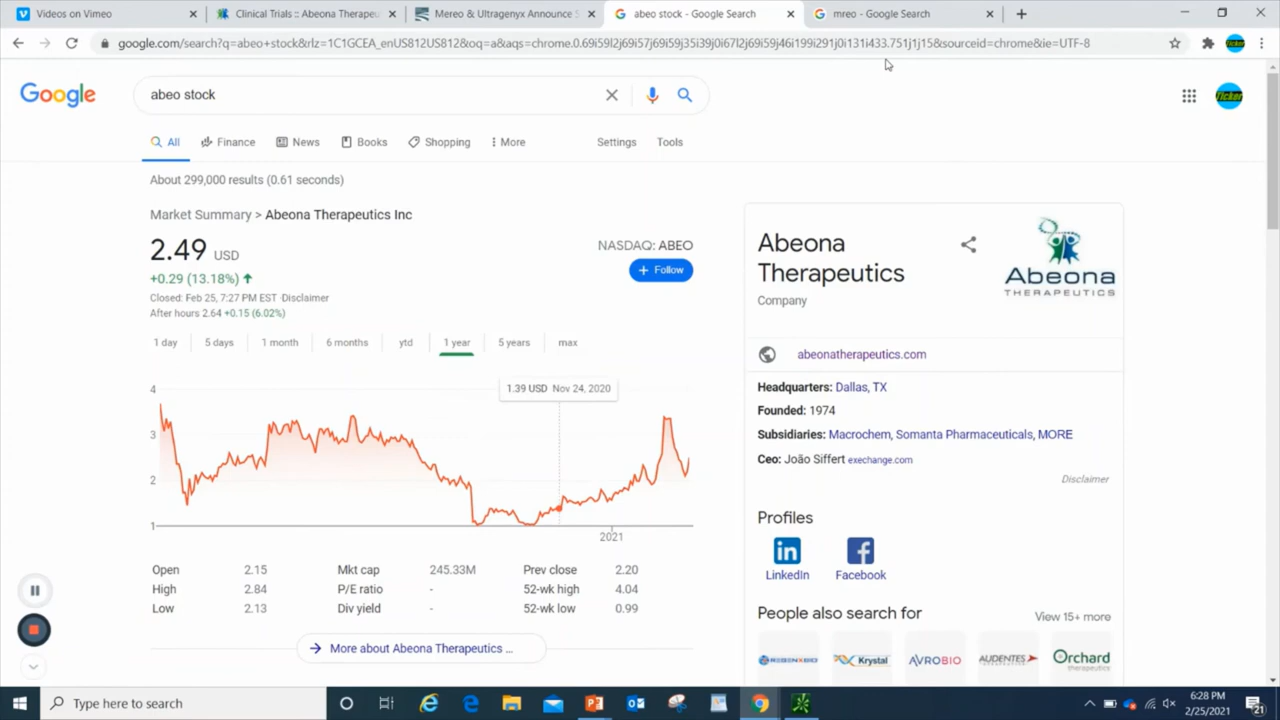 Videos on Vimeo
Clinical Trials :: Abeona Therapeu
Mereo & Ultragenyx Announce S
abeo stock - Google Search
mreo - Google Search
google.com/search?q=abeo+stock&rlz=1C1GCEA_enUS812US812&oq=a&aqs=chrome.0.69i59l2j69i57j69i59j35i39j0i67l2j69i59j46i199i291j0i131i433.751j1j15&sourceid=chrome&ie=UTF-8
Google
abeo stock
Ticker
All
Finance
News
Books
Shopping
More
Settings
Tools
About 299,000 results (0.61 seconds)
Market Summary > Abeona Therapeutics Inc
2.49 USD
NASDAQ: ABEO
+0.29 (13.18%)
+ Follow
Closed: Feb 25, 7:27 PM EST · Disclaimer
After hours 2.64 +0.15 (6.02%)
1 day
5 days
1 month
6 months
ytd
1 year
5 years
max
1.39 USD Nov 24, 2020
4
3
2
1
2021
Open 2.15 Mkt cap 245.33M Prev close 2.20
High 2.84 P/E ratio - 52-wk high 4.04
Low 2.13 Div yield - 52-wk low 0.99
More about Abeona Therapeutics ...
Abeona
Therapeutics
Company
Abeona
THERAPEUTICS
abeonatherapeutics.com
Headquarters: Dallas, TX
Founded: 1974
Subsidiaries: Macrochem, Somanta Pharmaceuticals, MORE
Ceo: João Siffert exechange.com
Disclaimer
Profiles
LinkedIn
Facebook
People also search for
View 15+ more
REGENXBIO
Krystal
AVROBIO
AUDENTES
Orchard
therapeutics
Type here to search
6:28 PM
2/25/2021
21